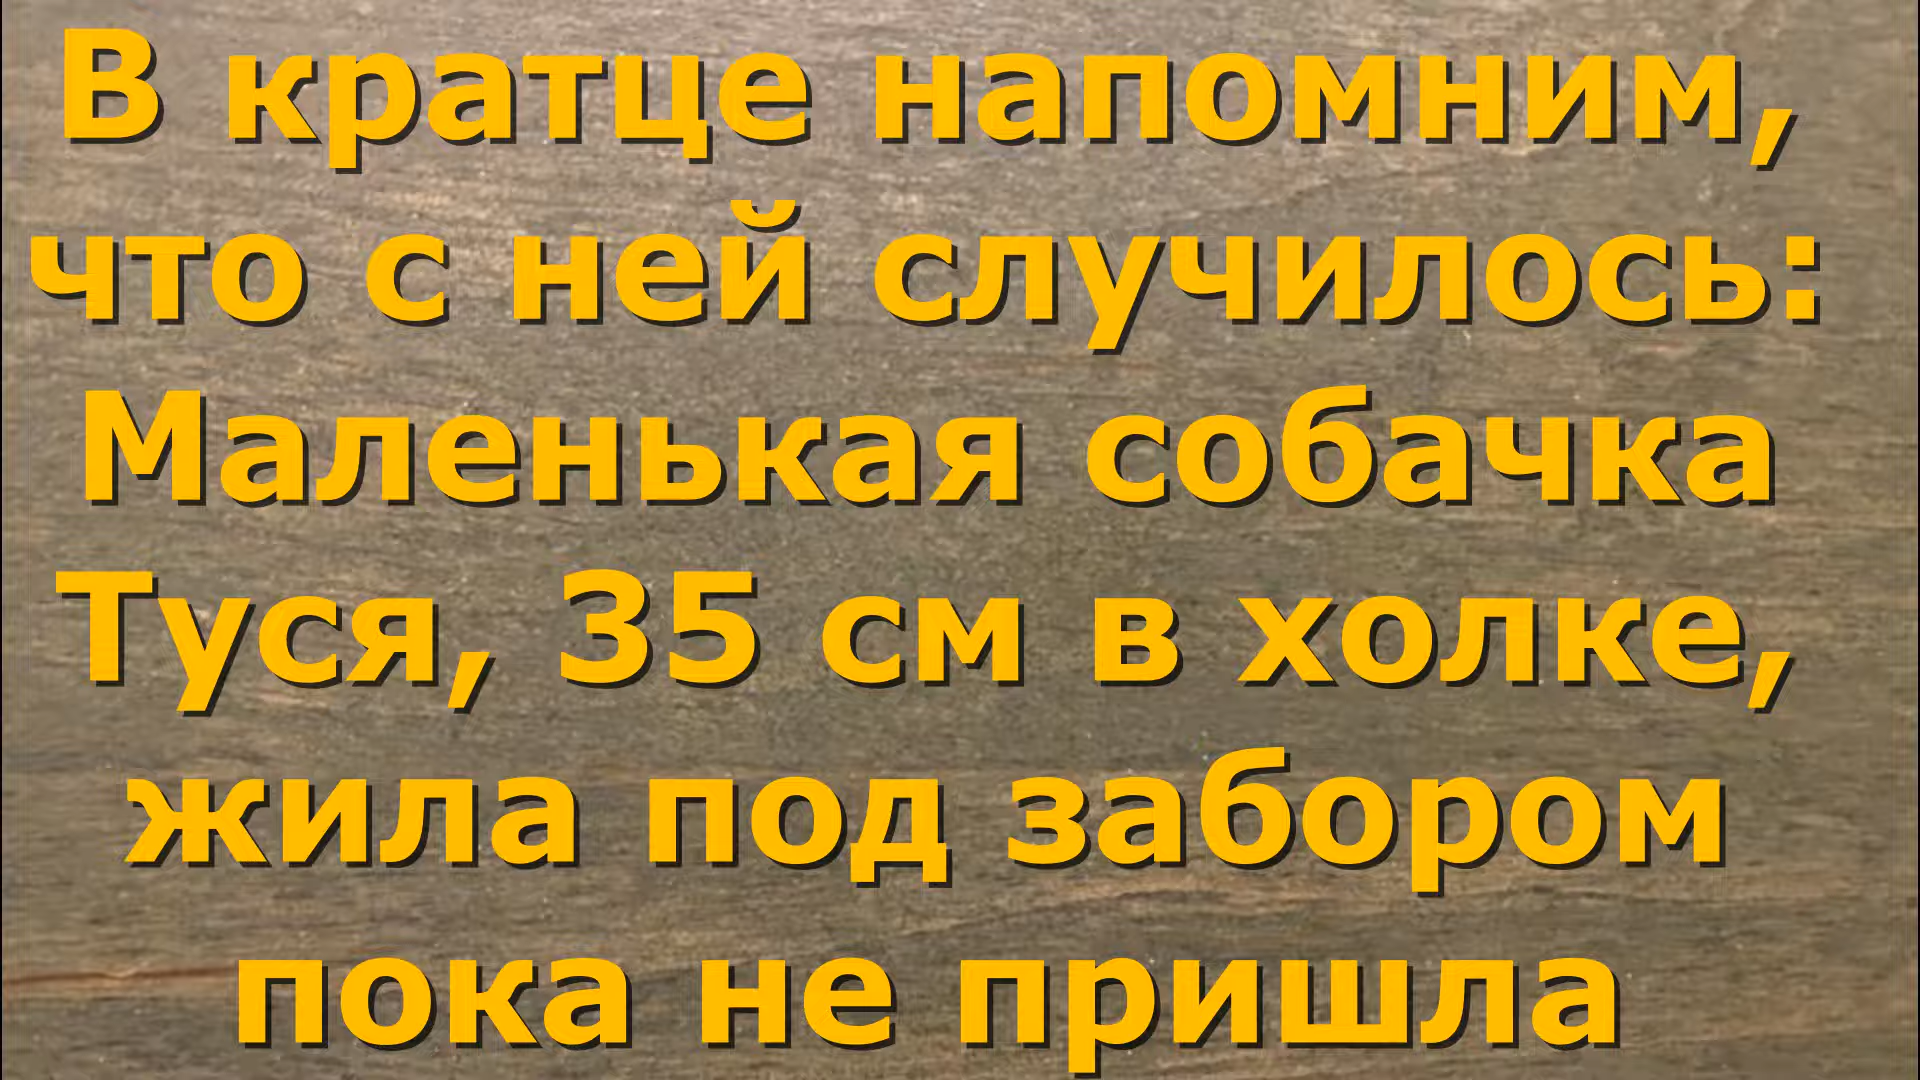 В кратце напомним,
что с ней случилось:
Маленькая собачка
Туся, 35 см в холке,
жила под забором
пока не пришла